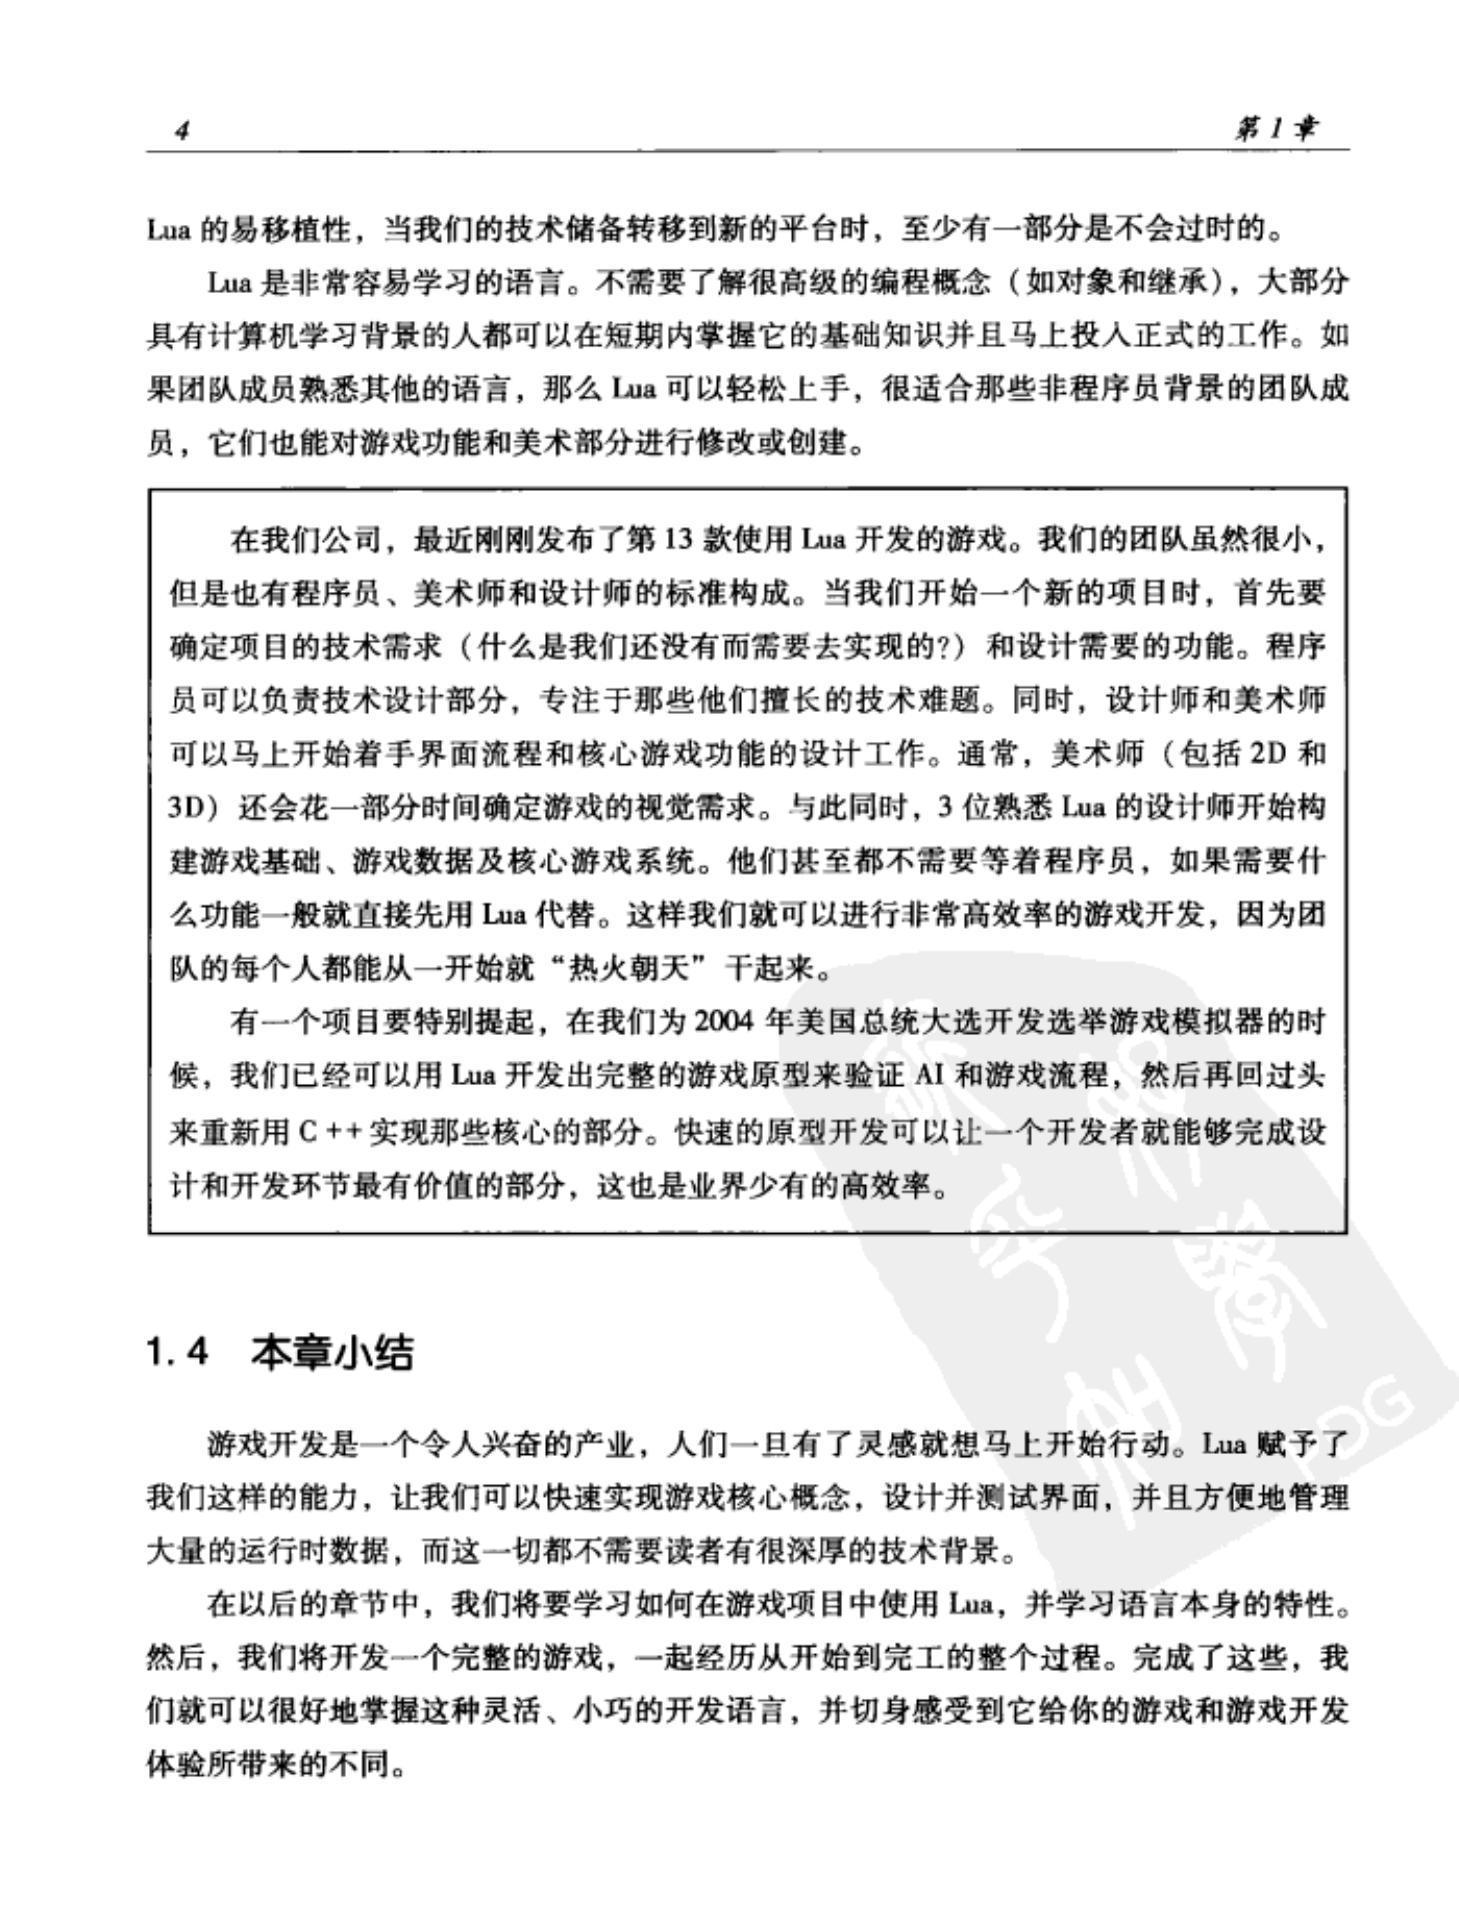 4
第1章
Lua 的易移植性，当我们的技术储备转移到新的平台时，至少有一部分是不会过时的。
Lua 是非常容易学习的语言。不需要了解很高级的编程概念（如对象和继承），大部分
具有计算机学习背景的人都可以在短期内掌握它的基础知识并且马上投入正式的工作。如
果团队成员熟悉其他的语言，那么 Lua 可以轻松上手，很适合那些非程序员背景的团队成
员，它们也能对游戏功能和美术部分进行修改或创建。
在我们公司，最近刚刚发布了第 13 款使用 Lua 开发的游戏。我们的团队虽然很小，
但是也有程序员、美术师和设计师的标准构成。当我们开始一个新的项目时，首先要
确定项目的技术需求（什么是我们还没有而需要去实现的?）和设计需要的功能。程序
员可以负责技术设计部分，专注于那些他们擅长的技术难题。同时，设计师和美术师
可以马上开始着手界面流程和核心游戏功能的设计工作。通常，美术师（包括 2D 和
3D）还会花一部分时间确定游戏的视觉需求。与此同时，3 位熟悉 Lua 的设计师开始构
建游戏基础、游戏数据及核心游戏系统。他们甚至都不需要等着程序员，如果需要什
么功能一般就直接先用 Lua 代替。这样我们就可以进行非常高效率的游戏开发，因为团
队的每个人都能从一开始就“热火朝天”干起来。
有一个项目要特别提起，在我们为 2004 年美国总统大选开发选举游戏模拟器的时
候，我们已经可以用 Lua 开发出完整的游戏原型来验证 AI 和游戏流程，然后再回过头
来重新用 C ++ 实现那些核心的部分。快速的原型开发可以让一个开发者就能够完成设
计和开发环节最有价值的部分，这也是业界少有的高效率。
1.4 本章小结
游戏开发是一个令人兴奋的产业，人们一旦有了灵感就想马上开始行动。Lua 赋予了
我们这样的能力，让我们可以快速实现游戏核心概念，设计并测试界面，并且方便地管理
大量的运行时数据，而这一切都不需要读者有很深厚的技术背景。
在以后的章节中，我们将要学习如何在游戏项目中使用 Lua，并学习语言本身的特性。
然后，我们将开发一个完整的游戏，一起经历从开始到完工的整个过程。完成了这些，我
们就可以很好地掌握这种灵活、小巧的开发语言，并切身感受到它给你的游戏和游戏开发
体验所带来的不同。
PDG